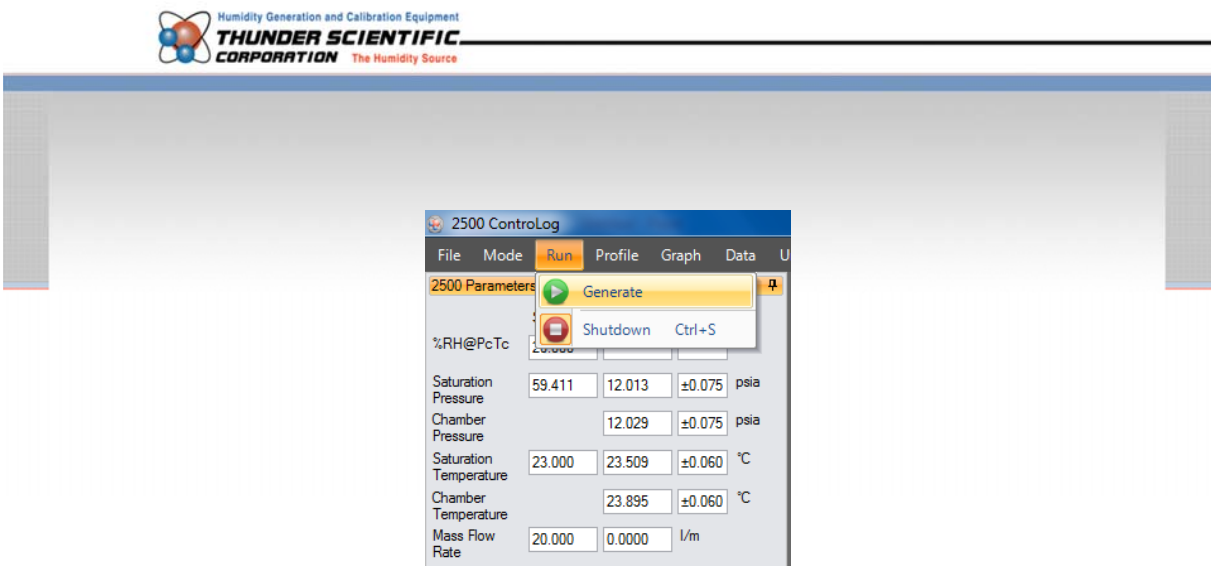 Humidity Generation and Calibration Equipment
THUNDER SCIENTIFIC
CORPORATION The Humidity Source
2500 ControLog
File Mode Run Profile Graph Data U
2500 Parameters
Generate
Shutdown Ctrl+S
%RH@PcTc
Saturation Pressure 59.411 12.013 ±0.075 psia
Chamber Pressure 12.029 ±0.075 psia
Saturation Temperature 23.000 23.509 ±0.060 °C
Chamber Temperature 23.895 ±0.060 °C
Mass Flow Rate 20.000 0.0000 l/m